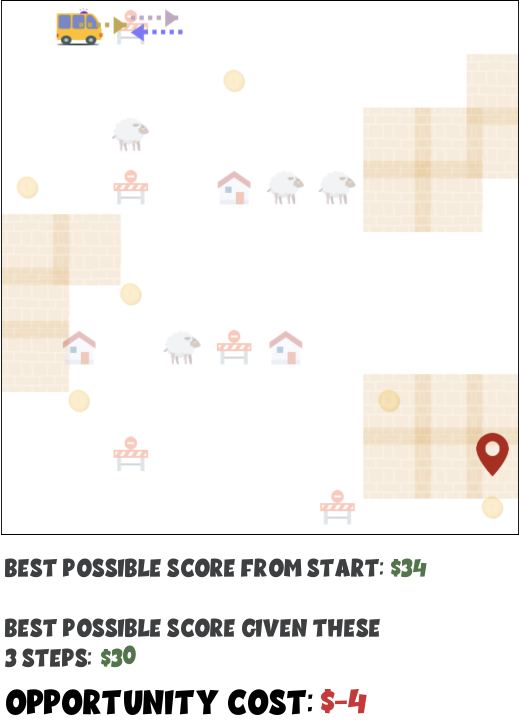 BEST POSSIBLE SCORE FROM START: $34
BEST POSSIBLE SCORE GIVEN THESE
3 STEPS: $30
OPPORTUNITY COST: $-4